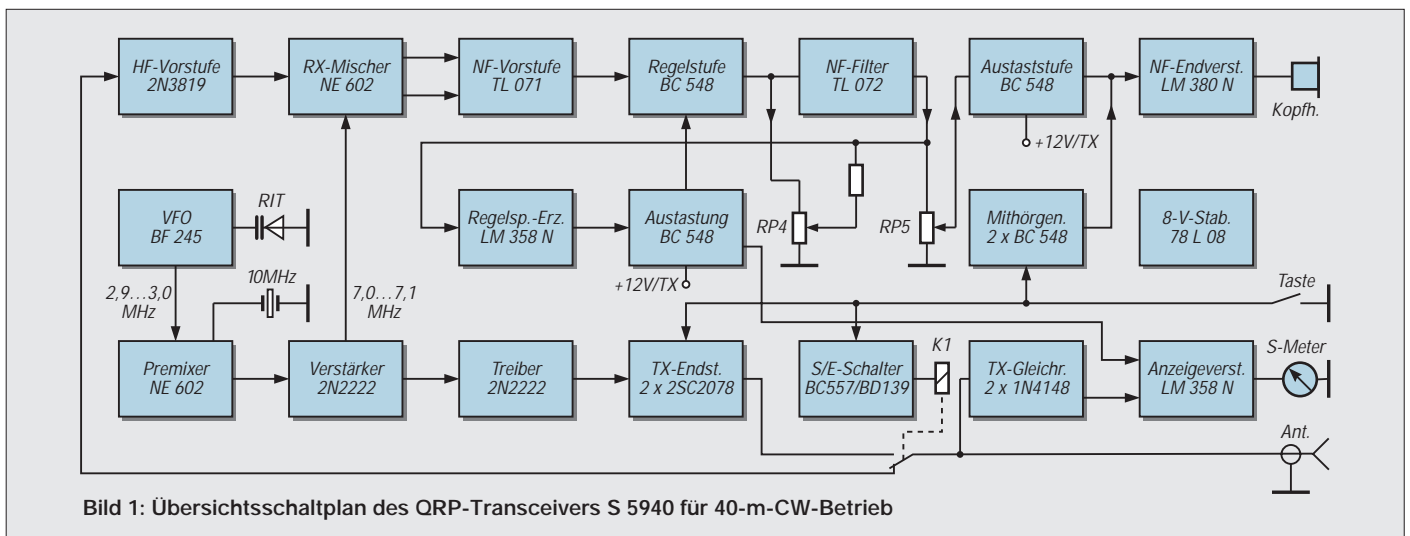 HF-Vorstufe
2N3819
RX-Mischer
NE 602
NF-Vorstufe
TL 071
Regelstufe
BC 548
NF-Filter
TL 072
Austaststufe
BC 548
NF-Endverst.
LM 380 N
Kopfh.
+12V/TX
VFO
BF 245
RIT
Regelsp.-Erz.
LM 358 N
Austastung
BC 548
RP4
RP5
Mithörgen.
2 x BC 548
8-V-Stab.
78 L 08
2,9...3,0
MHz
10MHz
7,0...7,1
MHz
+12V/TX
Taste
Premixer
NE 602
Verstärker
2N2222
Treiber
2N2222
TX-Endst.
2 x 2SC2078
S/E-Schalter
BC557/BD139
K1
TX-Gleichr.
2 x 1N4148
Anzeigeverst.
LM 358 N
S-Meter
Ant.
Bild 1: Übersichtsschaltplan des QRP-Transceivers S 5940 für 40-m-CW-Betrieb